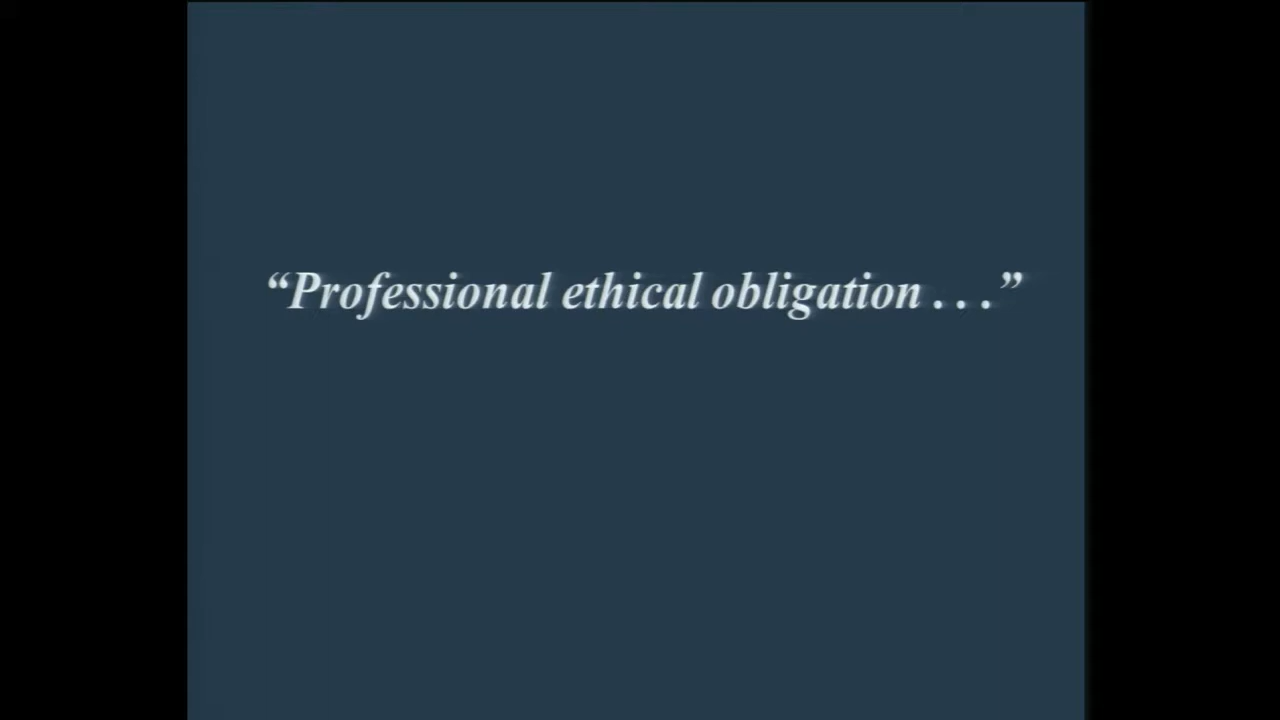 “Professional ethical obligation . . .”